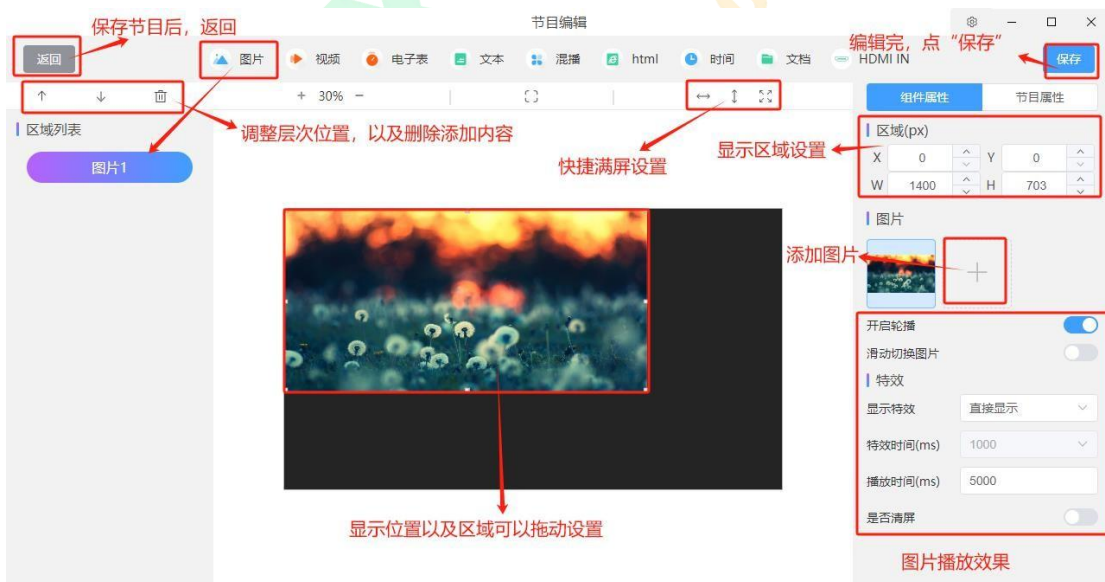 保存节目后，返回
节目编辑
返回
图片
视频
电子表
文本
混播
html
时间
文档
HDMI IN
编辑完，点“保存”
保存
+ 30% −
组件属性
节目属性
区域列表
调整层次位置，以及删除添加内容
快捷满屏设置
显示区域设置
区域(px)
X 0 Y 0
W 1400 H 703
图片1
图片
添加图片
开启轮播
滑动切换图片
特效
显示特效 直接显示
特效时间(ms) 1000
播放时间(ms) 5000
是否清屏
显示位置以及区域可以拖动设置
图片播放效果